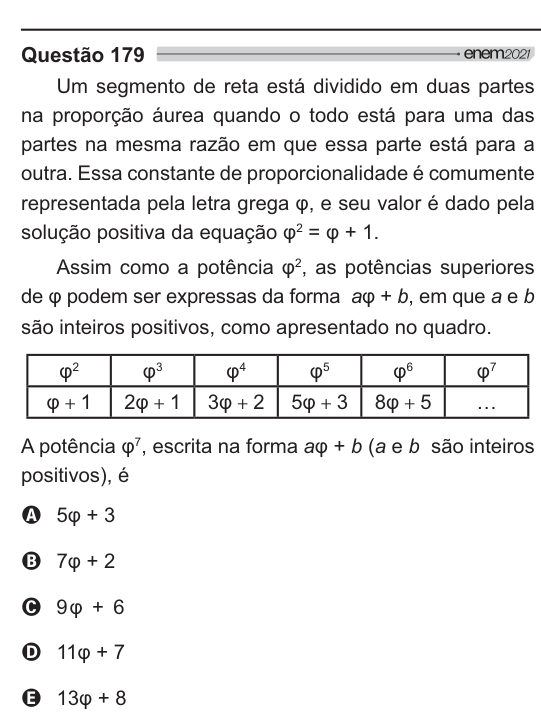 Questão 179 enem2021
Um segmento de reta está dividido em duas partes
na proporção áurea quando o todo está para uma das
partes na mesma razão em que essa parte está para a
outra. Essa constante de proporcionalidade é comumente
representada pela letra grega φ, e seu valor é dado pela
solução positiva da equação φ² = φ + 1.
Assim como a potência φ², as potências superiores
de φ podem ser expressas da forma aφ + b, em que a e b
são inteiros positivos, como apresentado no quadro.
φ² φ³ φ⁴ φ⁵ φ⁶ φ⁷
φ + 1 2φ + 1 3φ + 2 5φ + 3 8φ + 5 ...
A potência φ⁷, escrita na forma aφ + b (a e b são inteiros
positivos), é
A 5φ + 3
B 7φ + 2
C 9φ + 6
D 11φ + 7
E 13φ + 8